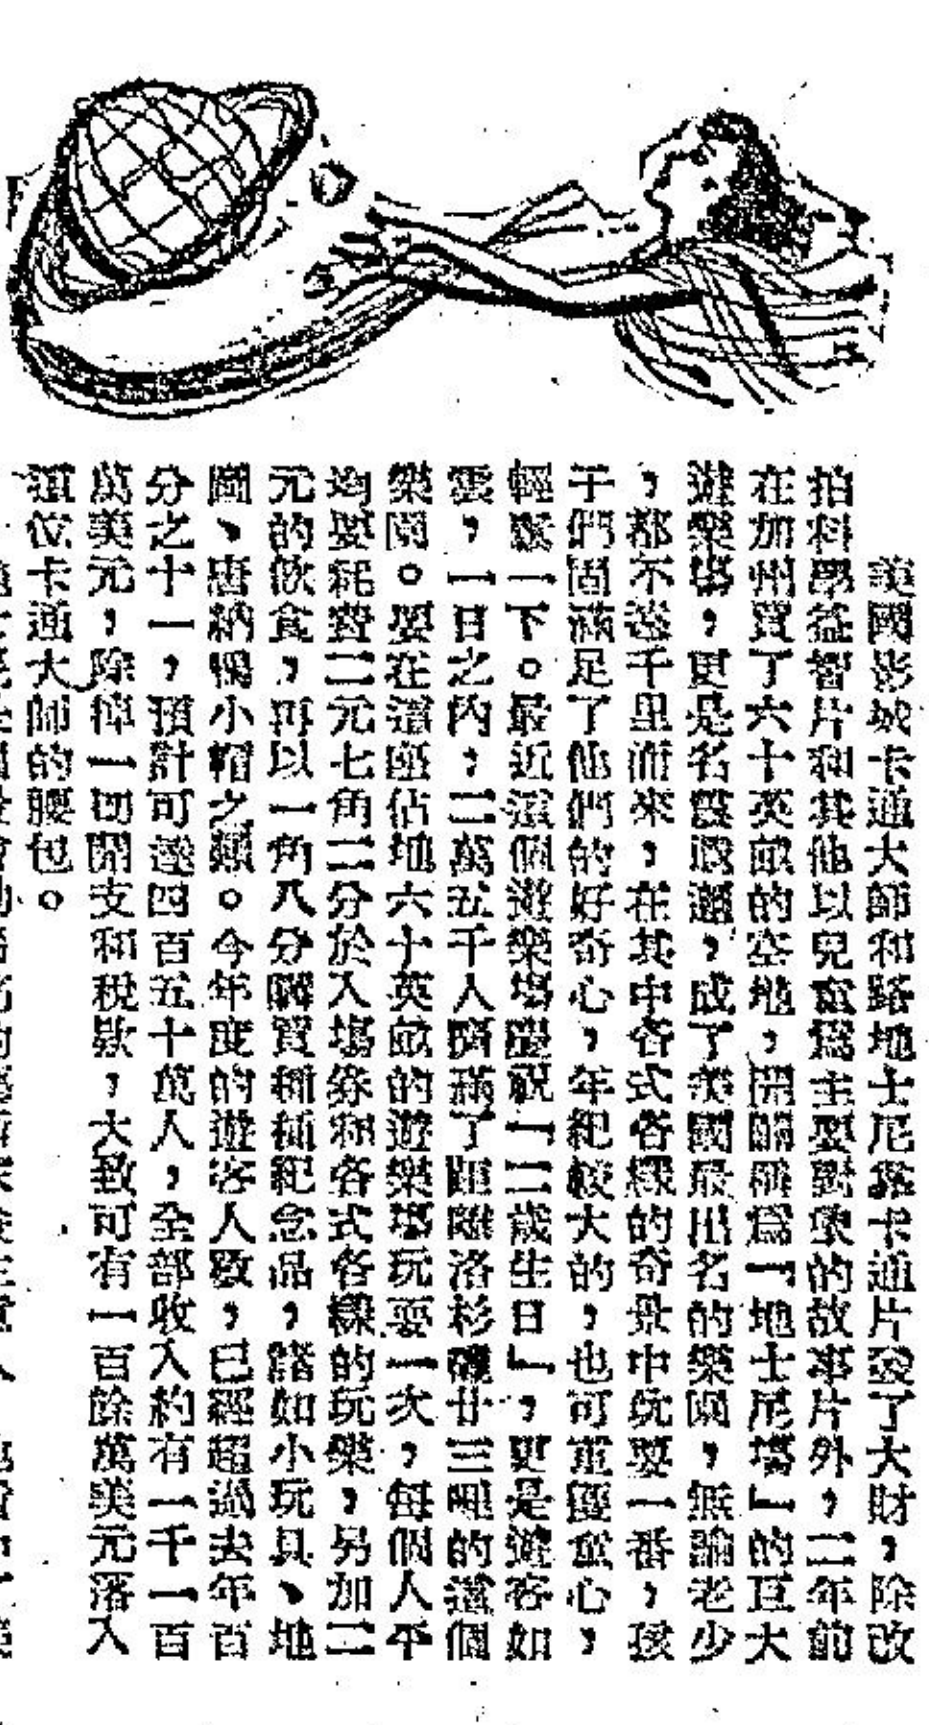 美國影城卡通大師和路地士尼靠卡通片發了大財，除改
拍科學益智片和其他以兒童爲主要對象的故事片外，二年前
在加州買了六十英畝的空地，開闢稱爲「地士尼塲」的巨大
遊樂塲，更是名噪退邇，成了美國最出名的樂園，無論老少
，都不遠千里而來，在其中各式各樣的奇景中玩耍一番，孩
子們固滿足了他們的好奇心，年紀較大的，也可重慶童心，
輕鬆一下。最近這個遊樂塲慶祝「二歲生日」，更是遊客如
雲，一日之內，二萬五千人擠滿了距離洛杉磯廿三哩的這個
樂園。要在這座佔地六十英畝的遊樂塲玩耍一次，每個人平
均要耗費二元七角二分於入塲券和各式各樣的玩樂，另加二
元的飲食，再以一角八分購買種種紀念品，諸如小玩具、地
圖、唐納鴨小帽之類。今年度的遊客人數，已經超過去年百
分之十一，預計可達四百五十萬人，全部收入約有一千一百
萬美元，除掉一切開支和稅欵，大致可有一百餘萬美元落入
這位卡通大師的腰包。